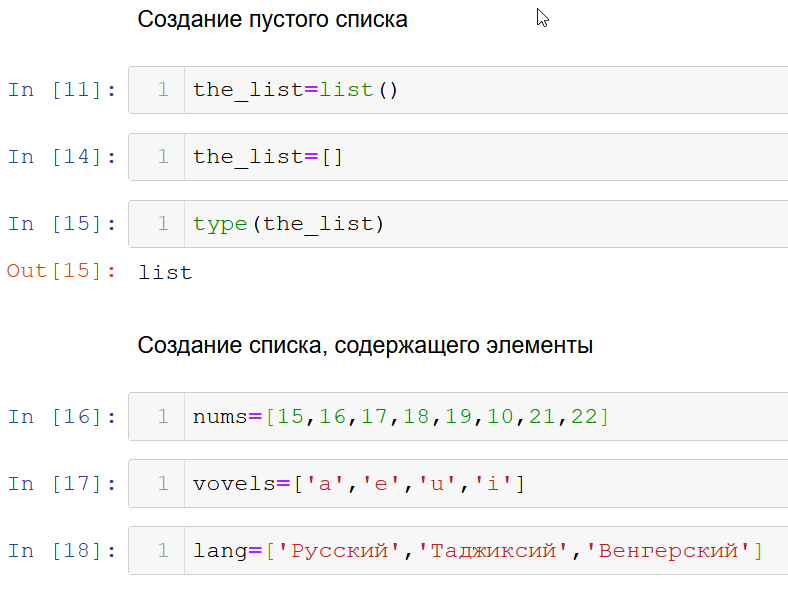 Создание пустого списка
In [11]: 1 the_list=list()
In [14]: 1 the_list=[]
In [15]: 1 type(the_list)
Out[15]: list
Создание списка, содержащего элементы
In [16]: 1 nums=[15,16,17,18,19,10,21,22]
In [17]: 1 vovels=['a','e','u','i']
In [18]: 1 lang=['Русский','Таджиксий','Венгерский']